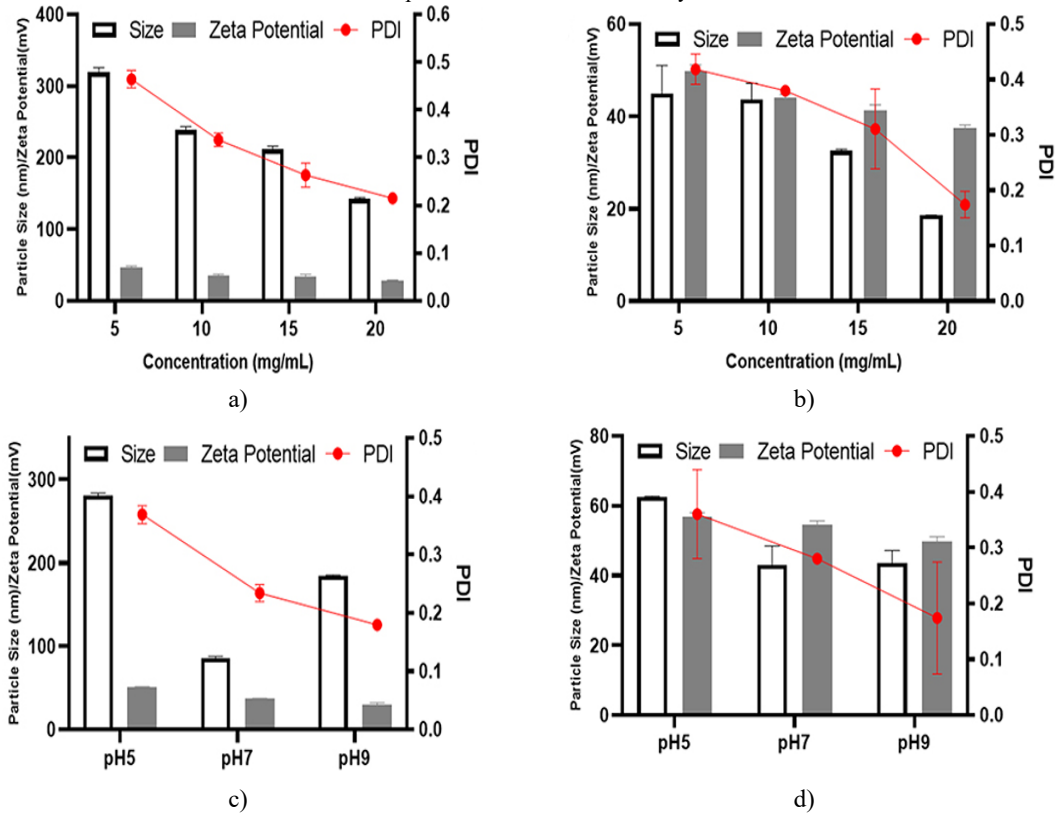 Size Zeta Potential PDI
Particle Size (nm)/Zeta Potential(mV)
400
300
200
100
0
0.6
0.5
0.4
0.3
0.2
0.1
0.0
PDI
5 10 15 20
Concentration (mg/mL)
a)
Size Zeta Potential PDI
Particle Size (nm)/Zeta Potential(mV)
60
40
20
0
0.5
0.4
0.3
0.2
0.1
0.0
PDI
5 10 15 20
Concentration (mg/mL)
b)
Size Zeta Potential PDI
Particle Size (nm)/Zeta Potential(mV)
300
200
100
0
0.5
0.4
0.3
0.2
0.1
0.0
PDI
pH5 pH7 pH9
c)
Size Zeta Potential PDI
Particle Size (nm)/Zeta Potential(mV)
80
60
40
20
0
0.5
0.4
0.3
0.2
0.1
0.0
PDI
pH5 pH7 pH9
d)